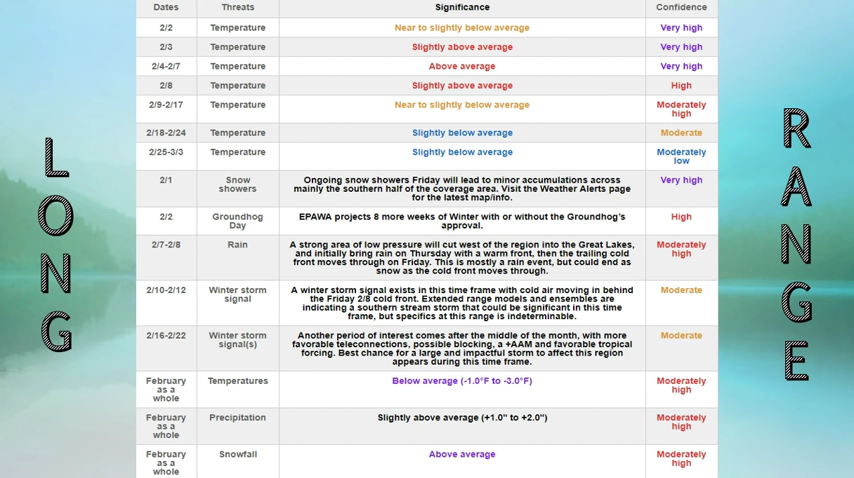 Dates Threats Significance Confidence
2/2 Temperature Near to slightly below average Very high
2/3 Temperature Slightly above average Very high
2/4-2/7 Temperature Above average Very high
2/8 Temperature Slightly above average High
2/9-2/17 Temperature Near to slightly below average Moderately
high
2/18-2/24 Temperature Slightly below average Moderate
2/25-3/3 Temperature Slightly below average Moderately
low
2/1 Snow
showers
Ongoing snow showers Friday will lead to minor accumulations across
mainly the southern half of the coverage area. Visit the Weather Alerts page
for the latest map/info.
Very high
2/2 Groundhog
Day
EPAWA projects 8 more weeks of Winter with or without the Groundhog's
approval.
High
2/7-2/8 Rain
A strong area of low pressure will cut west of the region into the Great Lakes,
and initially bring rain on Thursday with a warm front, then the trailing cold
front moves through on Friday. This is mostly a rain event, but could end as
snow as the cold front moves through.
Moderately
high
2/10-2/12 Winter storm
signal
A winter storm signal exists in this time frame with cold air moving in behind
the Friday 2/8 cold front. Extended range models and ensembles are
indicating a southern stream storm that could be significant in this time
frame, but specifics at this range is indeterminable.
Moderate
2/16-2/22 Winter storm
signal(s)
Another period of interest comes after the middle of the month, with more
favorable teleconnections, possible blocking, a +AAM and favorable tropical
forcing. Best chance for a large and impactful storm to affect this region
appears during this time frame.
Moderate
February
as a
whole
Temperatures
Below average (-1.0°F to -3.0°F)
Moderately
high
February
as a
whole
Precipitation
Slightly above average (+1.0" to +2.0")
Moderately
high
February
as a
whole
Snowfall
Above average
Moderately
high
LONG
RANGE